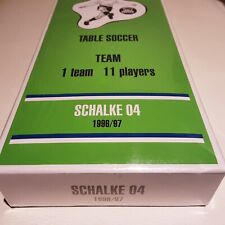 TABLE SOCCER
TEAM
1 team 11 players
SCHALKE 04
1996/97
SCHALKE 04
1996/97